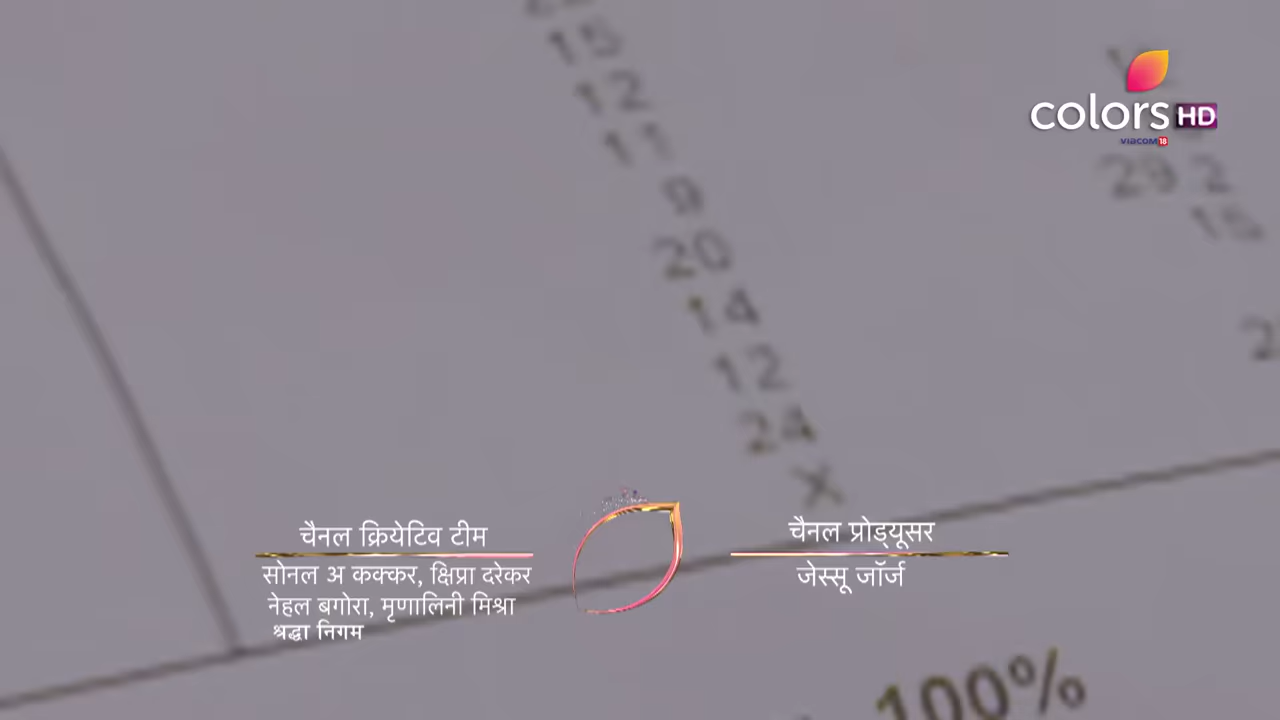 15
12
11
9
20
14
12
24
X
colors HD
VIACOM18
29 2
15
चैनल क्रियेटिव टीम
सोनल अ कक्कर, क्षिप्रा दरेकर
नेहल बगोरा, मृणालिनी मिश्रा
श्रद्धा निगम
चैनल प्रोड्यूसर
जेस्सू जॉर्ज
100%